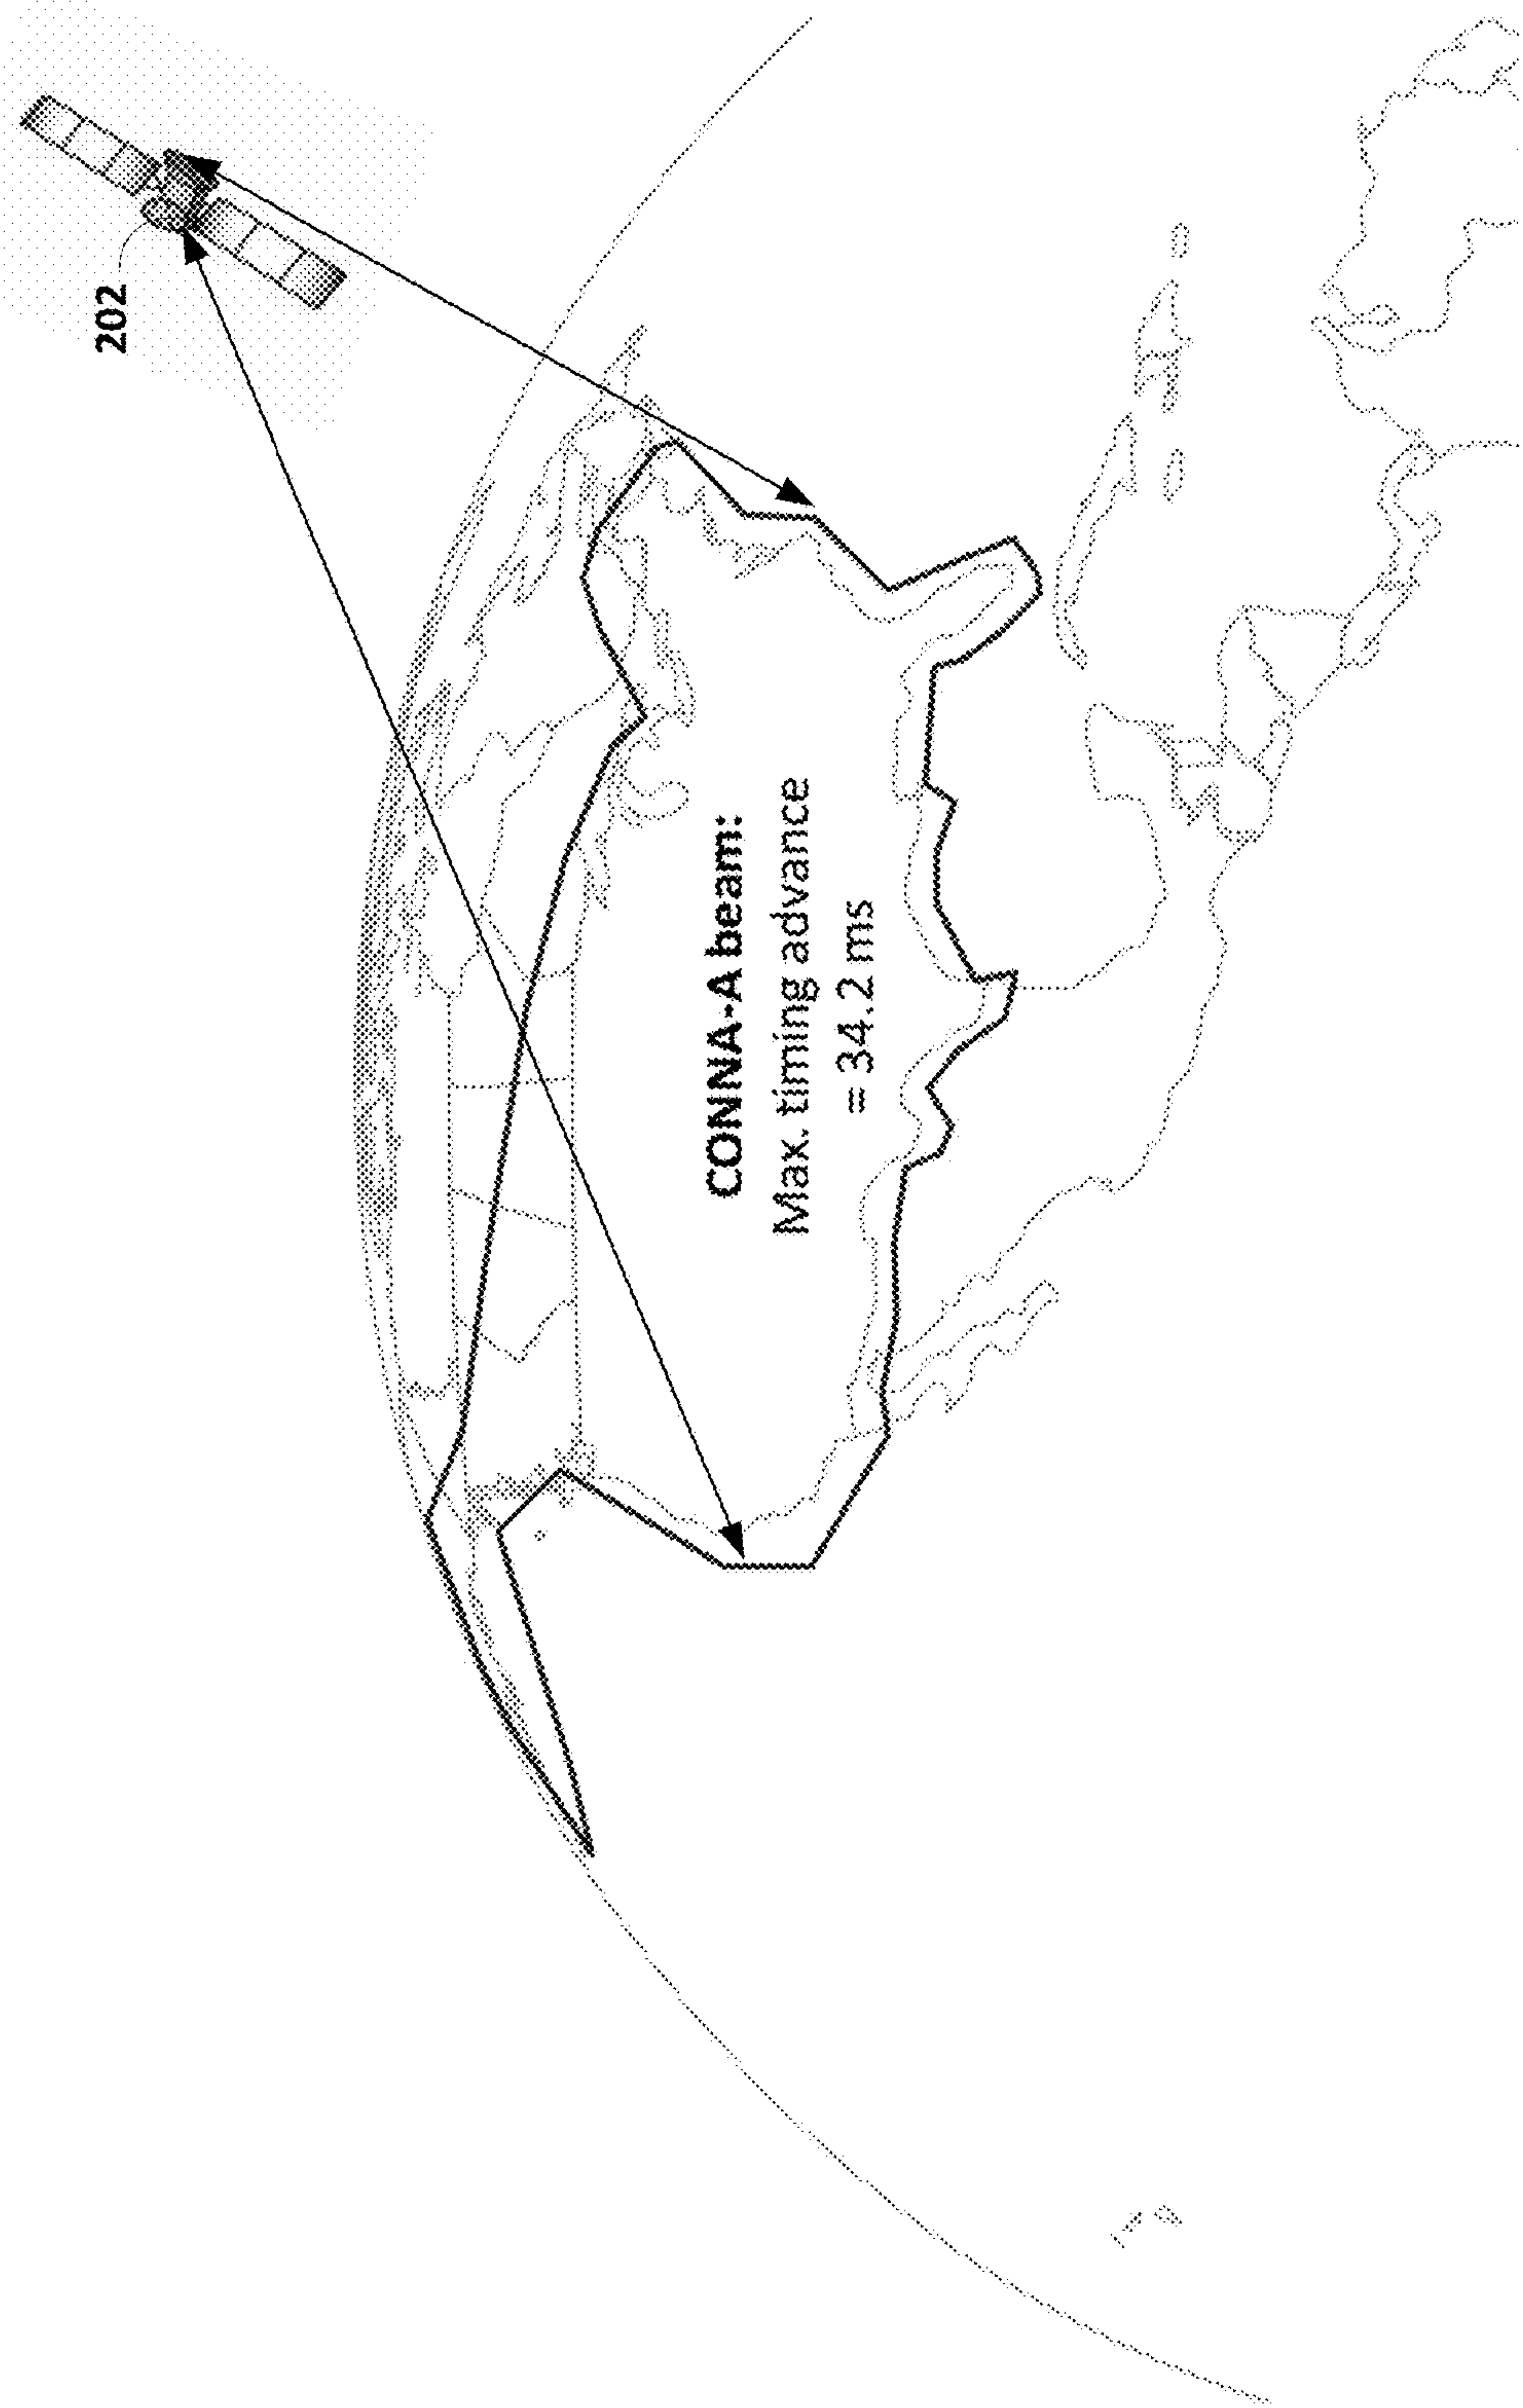 202
CONNA-A beam:
Max. timing advance
= 34.2 ms